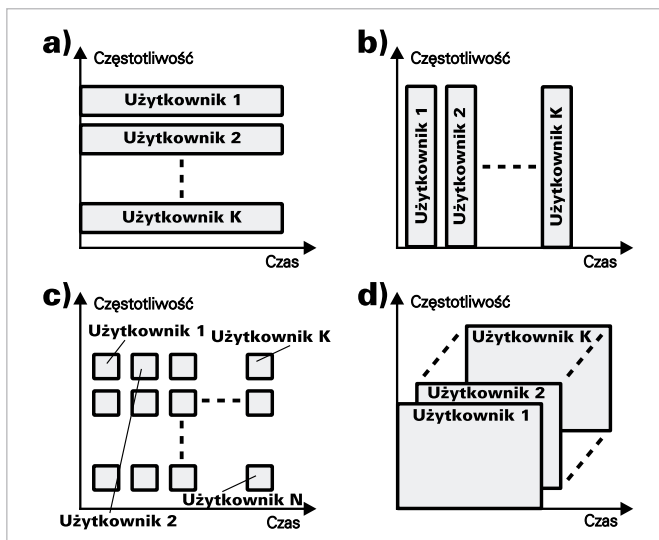 a)
Częstotliwość
Użytkownik 1
Użytkownik 2
Użytkownik K
Czas
b)
Częstotliwość
Użytkownik 1
Użytkownik 2
Użytkownik K
Czas
c)
Częstotliwość
Użytkownik 1
Użytkownik K
Użytkownik N
Użytkownik 2
Czas
d)
Częstotliwość
Użytkownik K
Użytkownik 2
Użytkownik 1
Czas